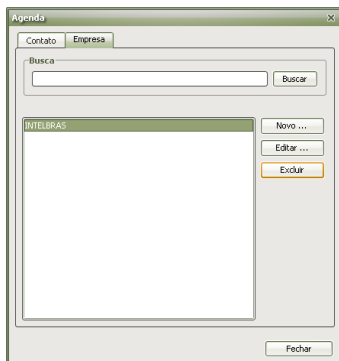 Agenda
Contato Empresa
Busca
Buscar
INTELBRAS
Novo ...
Editar ...
Excluir
Fechar